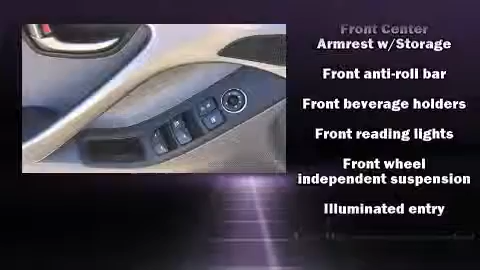 Front Center
Armrest w/Storage
Front anti-roll bar
Front beverage holders
Front reading lights
Front wheel
independent suspension
Illuminated entry